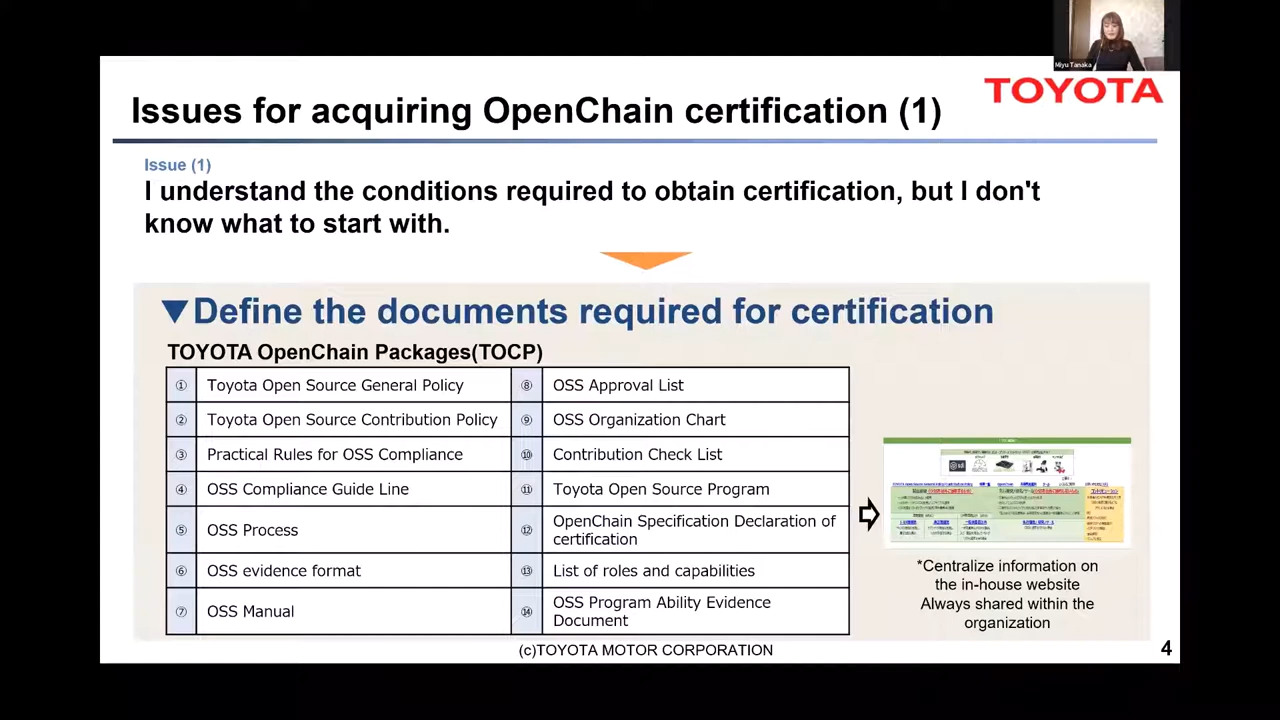 Miyu Tanaka
TOYOTA
Issues for acquiring OpenChain certification (1)
Issue (1)
I understand the conditions required to obtain certification, but I don't
know what to start with.
▼Define the documents required for certification
TOYOTA OpenChain Packages(TOCP)
① Toyota Open Source General Policy ⑧ OSS Approval List
② Toyota Open Source Contribution Policy ⑨ OSS Organization Chart
③ Practical Rules for OSS Compliance ⑩ Contribution Check List
④ OSS Compliance Guide Line ⑪ Toyota Open Source Program
⑤ OSS Process ⑫ OpenChain Specification Declaration of
certification
⑥ OSS evidence format ⑬ List of roles and capabilities
⑦ OSS Manual ⑭ OSS Program Ability Evidence
Document
*Centralize information on
the in-house website
Always shared within the
organization
(c)TOYOTA MOTOR CORPORATION
4